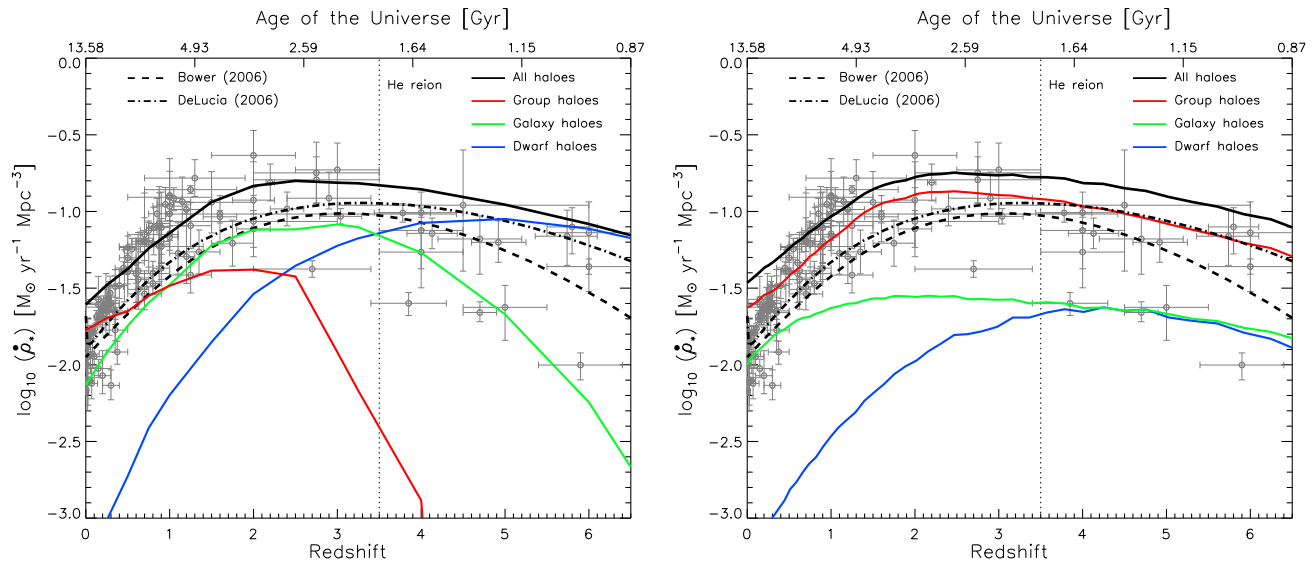 Age of the Universe [Gyr]
13.58 4.93 2.59 1.64 1.15 0.87
0.0
-0.5
-1.0
-1.5
-2.0
-2.5
-3.0
log₁₀ (ρ̇*) [M⊙ yr⁻¹ Mpc⁻³]
Bower (2006)
DeLucia (2006)
He reion
All haloes
Group haloes
Galaxy haloes
Dwarf haloes
0 1 2 3 4 5 6
Redshift
Age of the Universe [Gyr]
13.58 4.93 2.59 1.64 1.15 0.87
0.0
-0.5
-1.0
-1.5
-2.0
-2.5
-3.0
log₁₀ (ρ̇*) [M⊙ yr⁻¹ Mpc⁻³]
Bower (2006)
DeLucia (2006)
He reion
All haloes
Group haloes
Galaxy haloes
Dwarf haloes
0 1 2 3 4 5 6
Redshift